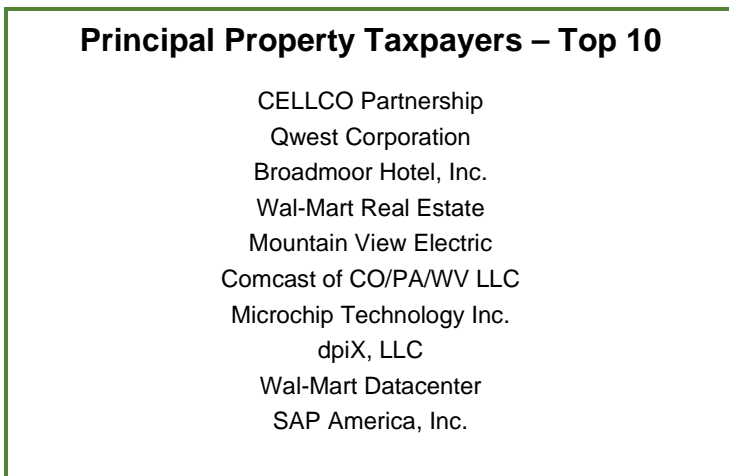 Principal Property Taxpayers – Top 10
CELLCO Partnership
Qwest Corporation
Broadmoor Hotel, Inc.
Wal-Mart Real Estate
Mountain View Electric
Comcast of CO/PA/WV LLC
Microchip Technology Inc.
dpiX, LLC
Wal-Mart Datacenter
SAP America, Inc.